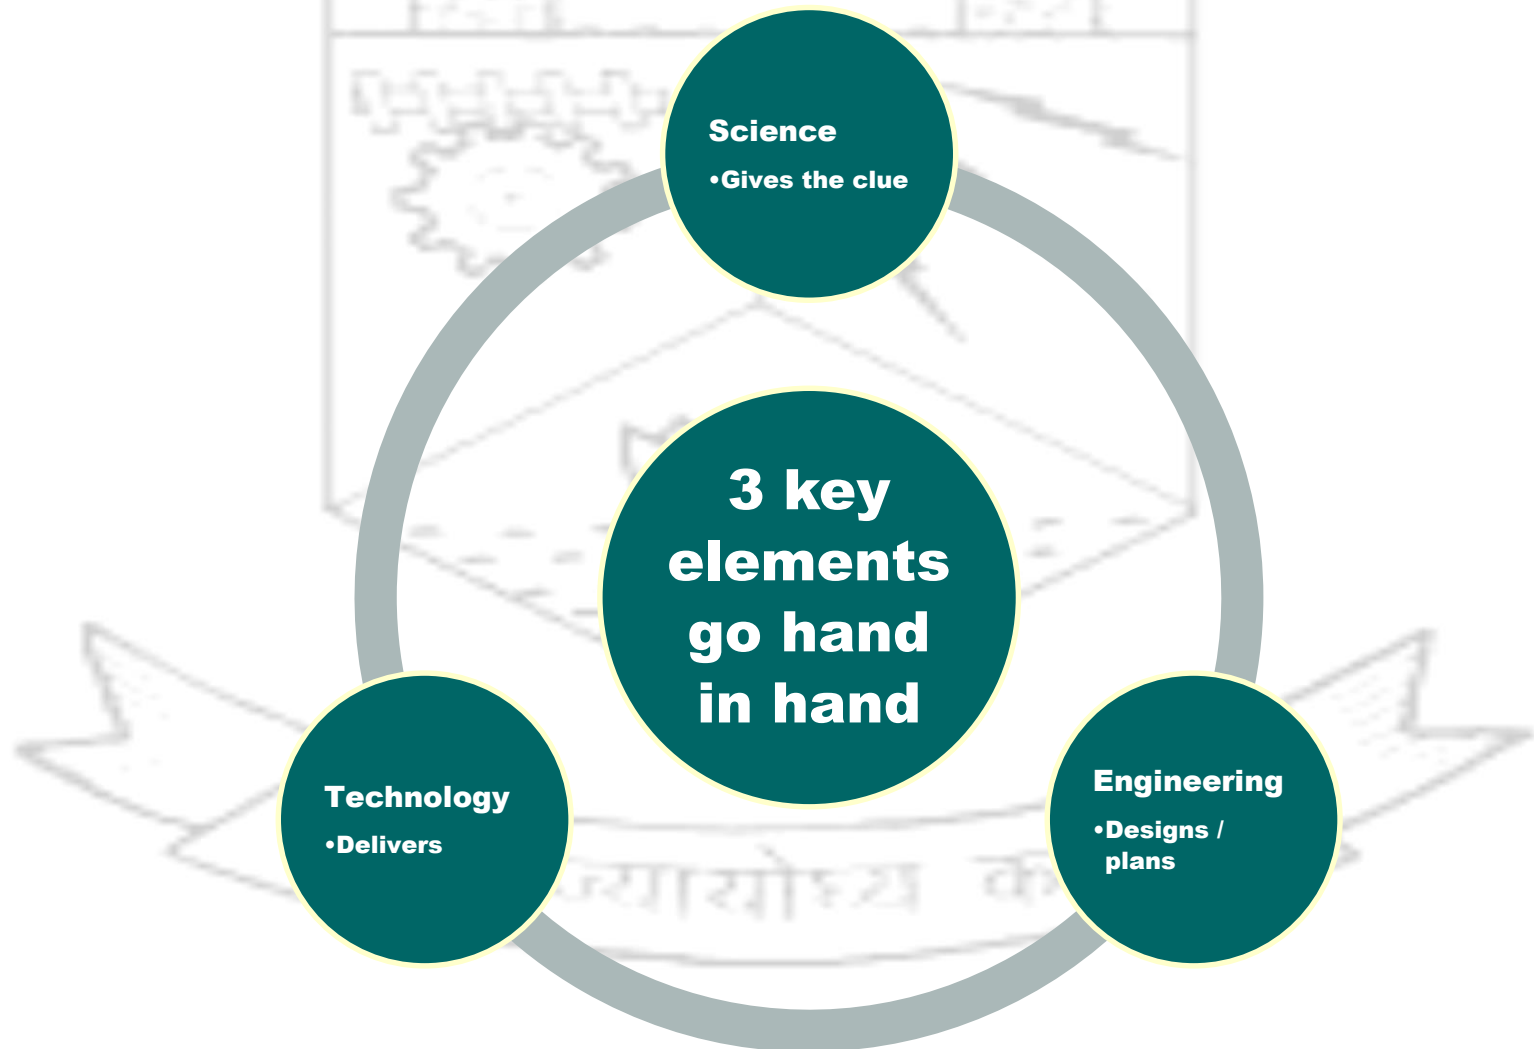 Science
•Gives the clue
3 key
elements
go hand
in hand
Technology
•Delivers
Engineering
•Designs /
plans